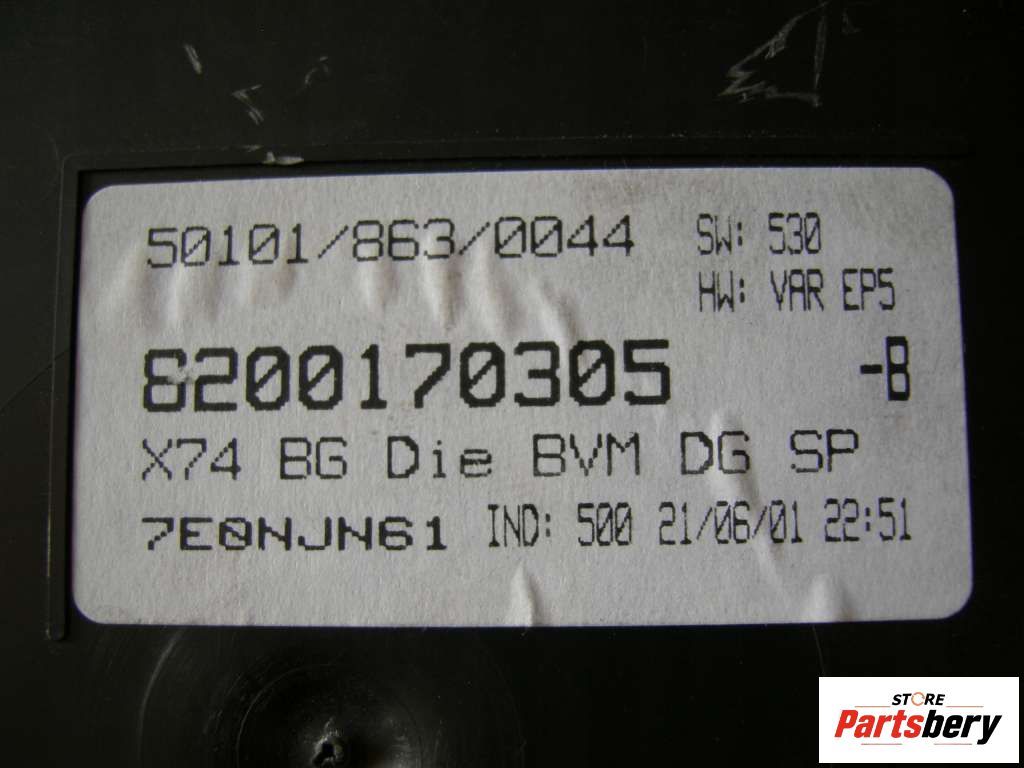 50101/863/0044 SW: 530
HW: VAR EPS
8200170305 -B
X74 BG Die BVM DG SP
7E0NJN61 IND: 500 21/06/01 22:51
STORE
Partsbery